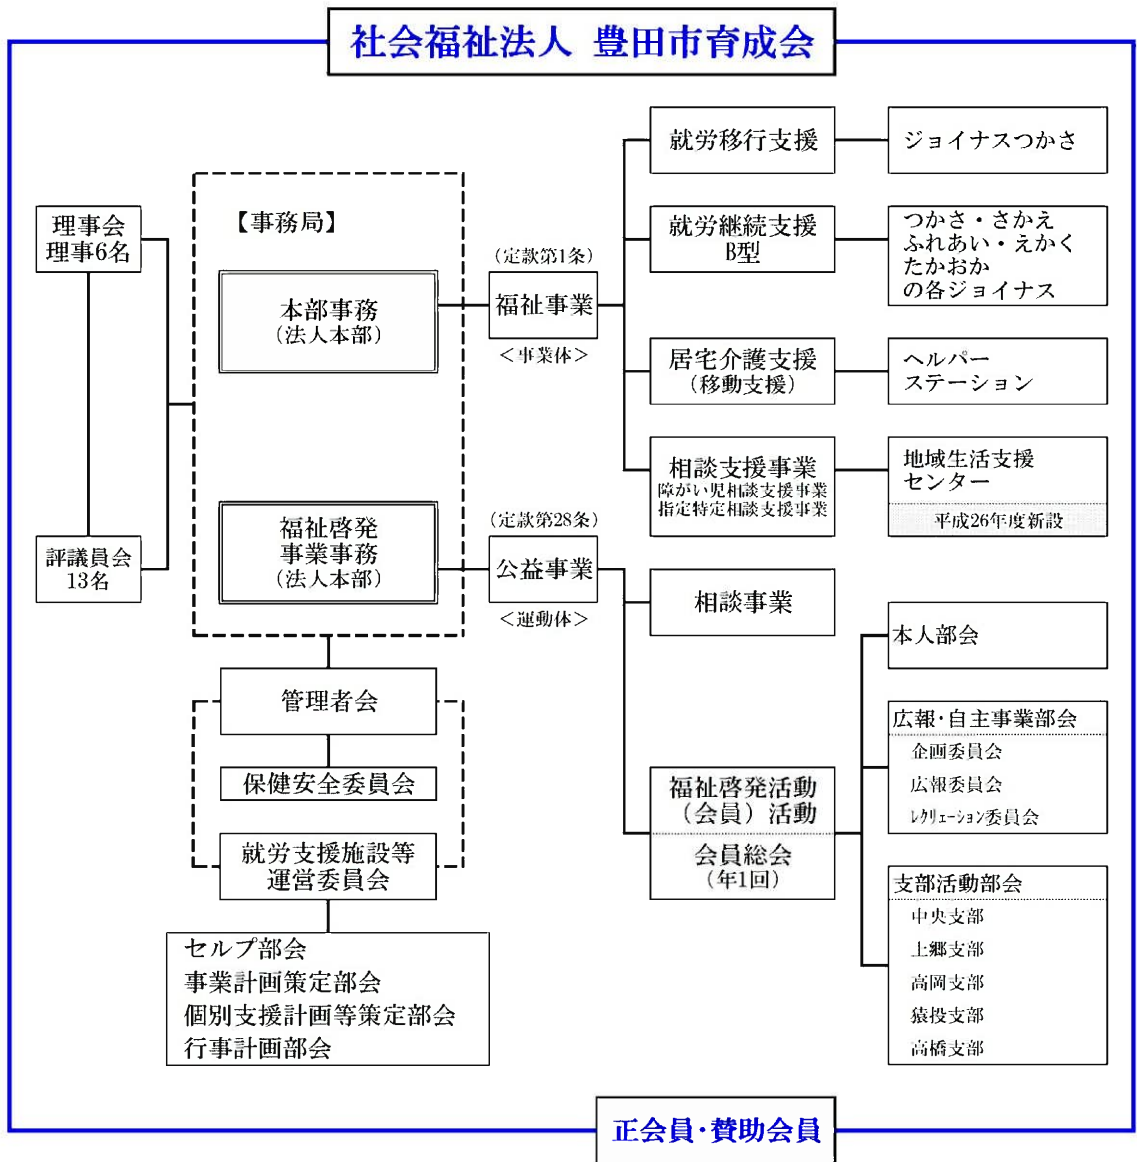 社会福祉法人 豊田市育成会
理事会
理事6名
評議員会
13名
【事務局】
本部事務
(法人本部)
福祉啓発
事業事務
(法人本部)
管理者会
保健安全委員会
就労支援施設等
運営委員会
セルプ部会
事業計画策定部会
個別支援計画等策定部会
行事計画部会
(定款第1条)
福祉事業
＜事業体＞
就労移行支援
ジョイナスつかさ
就労継続支援
B型
つかさ・さかえ
ふれあい・えかく
たかおか
の各ジョイナス
居宅介護支援
(移動支援)
ヘルパー
ステーション
相談支援事業
障がい児相談支援事業
指定特定相談支援事業
地域生活支援
センター
平成26年度新設
(定款第28条)
公益事業
＜運動体＞
相談事業
福祉啓発活動
（会員）活動
会員総会
(年1回)
本人部会
広報・自主事業部会
企画委員会
広報委員会
ﾚｸﾘｪｰｼｮﾝ委員会
支部活動部会
中央支部
上郷支部
高岡支部
猿投支部
高橋支部
正会員・賛助会員